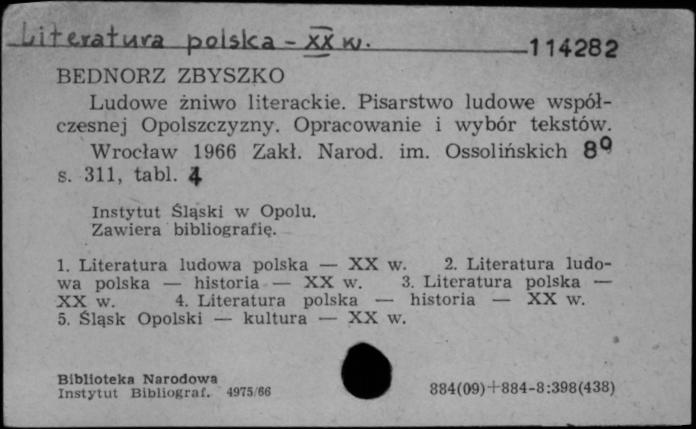 Literatura polska - XX w.
114282
BEDNORZ ZBYSZKO
Ludowe żniwo literackie. Pisarstwo ludowe współ-
czesnej Opolszczyzny. Opracowanie i wybór tekstów.
Wrocław 1966 Zakł. Narod. im. Ossolińskich 8º
s. 311, tabl. 4
Instytut Śląski w Opolu.
Zawiera bibliografię.
1. Literatura ludowa polska — XX w. 2. Literatura ludo-
wa polska — historia — XX w. 3. Literatura polska —
XX w. 4. Literatura polska — historia — XX w.
5. Śląsk Opolski — kultura — XX w.
Biblioteka Narodowa
Instytut Bibliograf. 4975/66
884(09)+884-8:398(438)